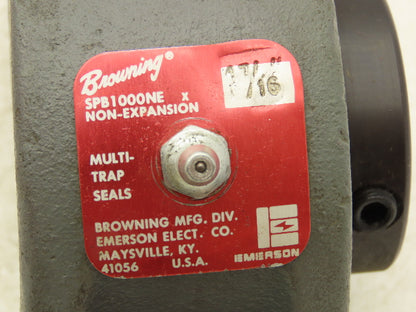 Browning®
SPB1000NE X
NON-EXPANSION
MULTI-
TRAP
SEALS
BROWNING MFG. DIV.
EMERSON ELECT. CO.
MAYSVILLE, KY.
41056 U.S.A.
EMERSON